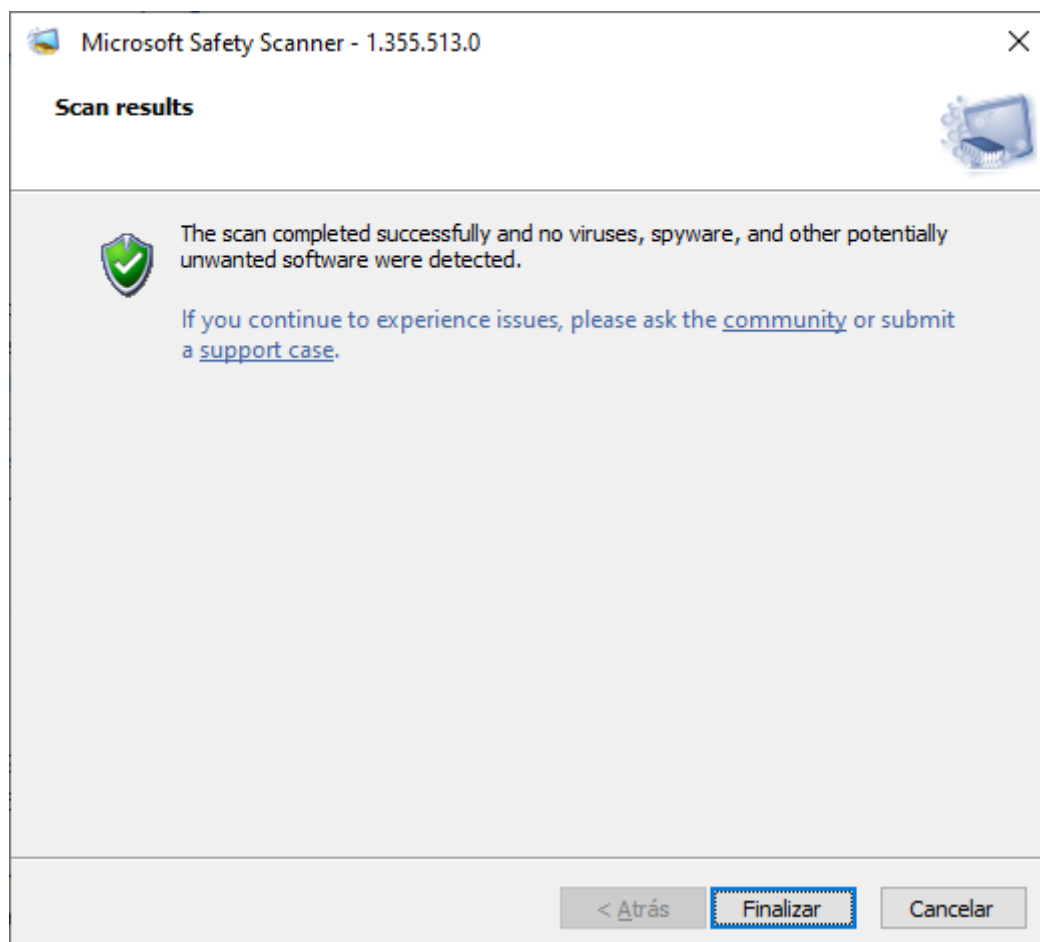 Microsoft Safety Scanner - 1.355.513.0
Scan results
The scan completed successfully and no viruses, spyware, and other potentially
unwanted software were detected.
If you continue to experience issues, please ask the community or submit
a support case.
< Atrás
Finalizar
Cancelar